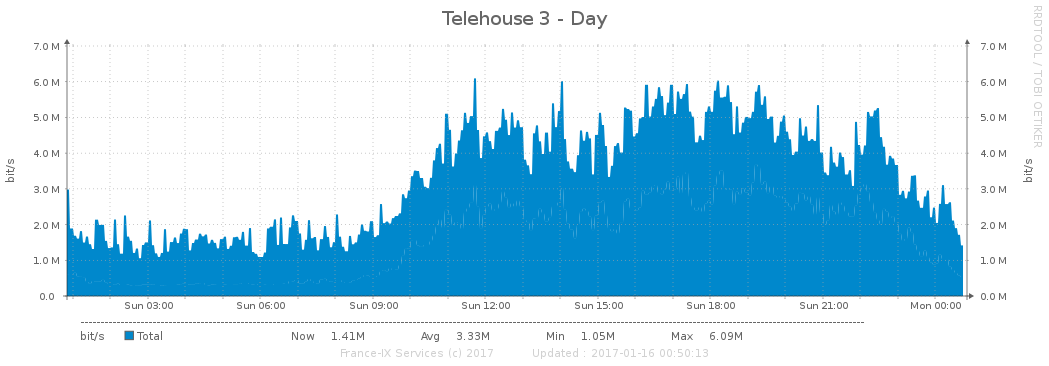 Telehouse 3 - Day
RRDTOOL / TOBI OETIKER
7.0 M 7.0 M
6.0 M 6.0 M
5.0 M 5.0 M
4.0 M 4.0 M
3.0 M 3.0 M
2.0 M 2.0 M
1.0 M 1.0 M
0.0 0.0 M
bit/s bit/s
Sun 03:00 Sun 06:00 Sun 09:00 Sun 12:00 Sun 15:00 Sun 18:00 Sun 21:00 Mon 00:00
bit/s Total Now 1.41M Avg 3.33M Min 1.05M Max 6.09M
France-IX Services (c) 2017 Updated : 2017-01-16 00:50:13